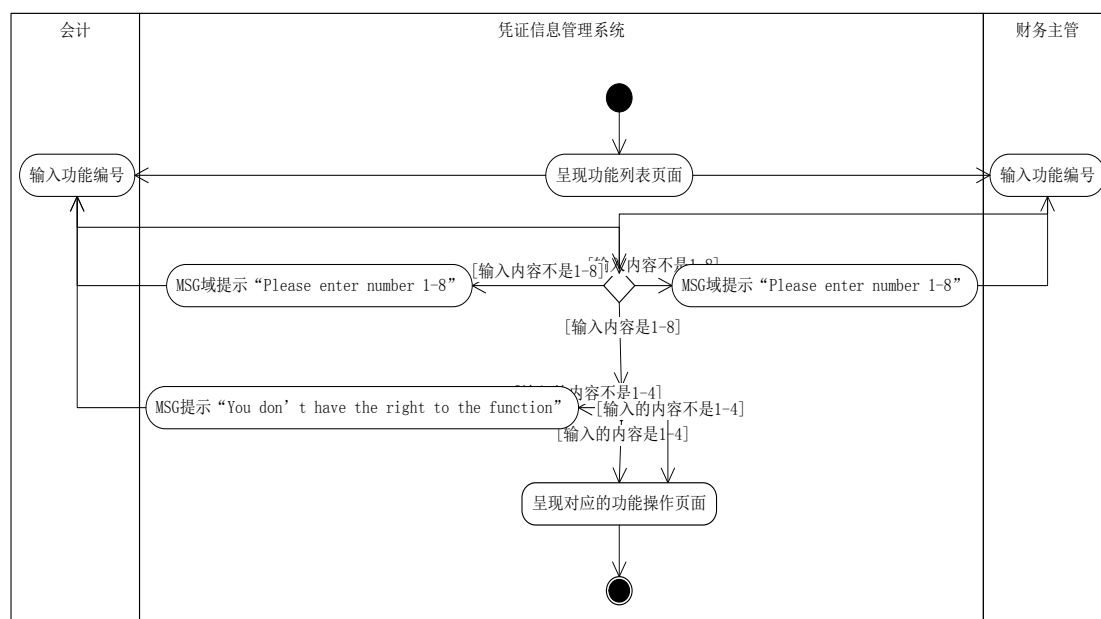 会计
凭证信息管理系统
财务主管
输入功能编号
呈现功能列表页面
输入功能编号
[输入内容不是1-8]
[输入内容不是1-8]
MSG域提示“Please enter number 1-8”
MSG域提示“Please enter number 1-8”
[输入内容是1-8]
内容不是1-4]
MSG提示“You don’t have the right to the function”
[输入的内容不是1-4]
[输入的内容是1-4]
呈现对应的功能操作页面